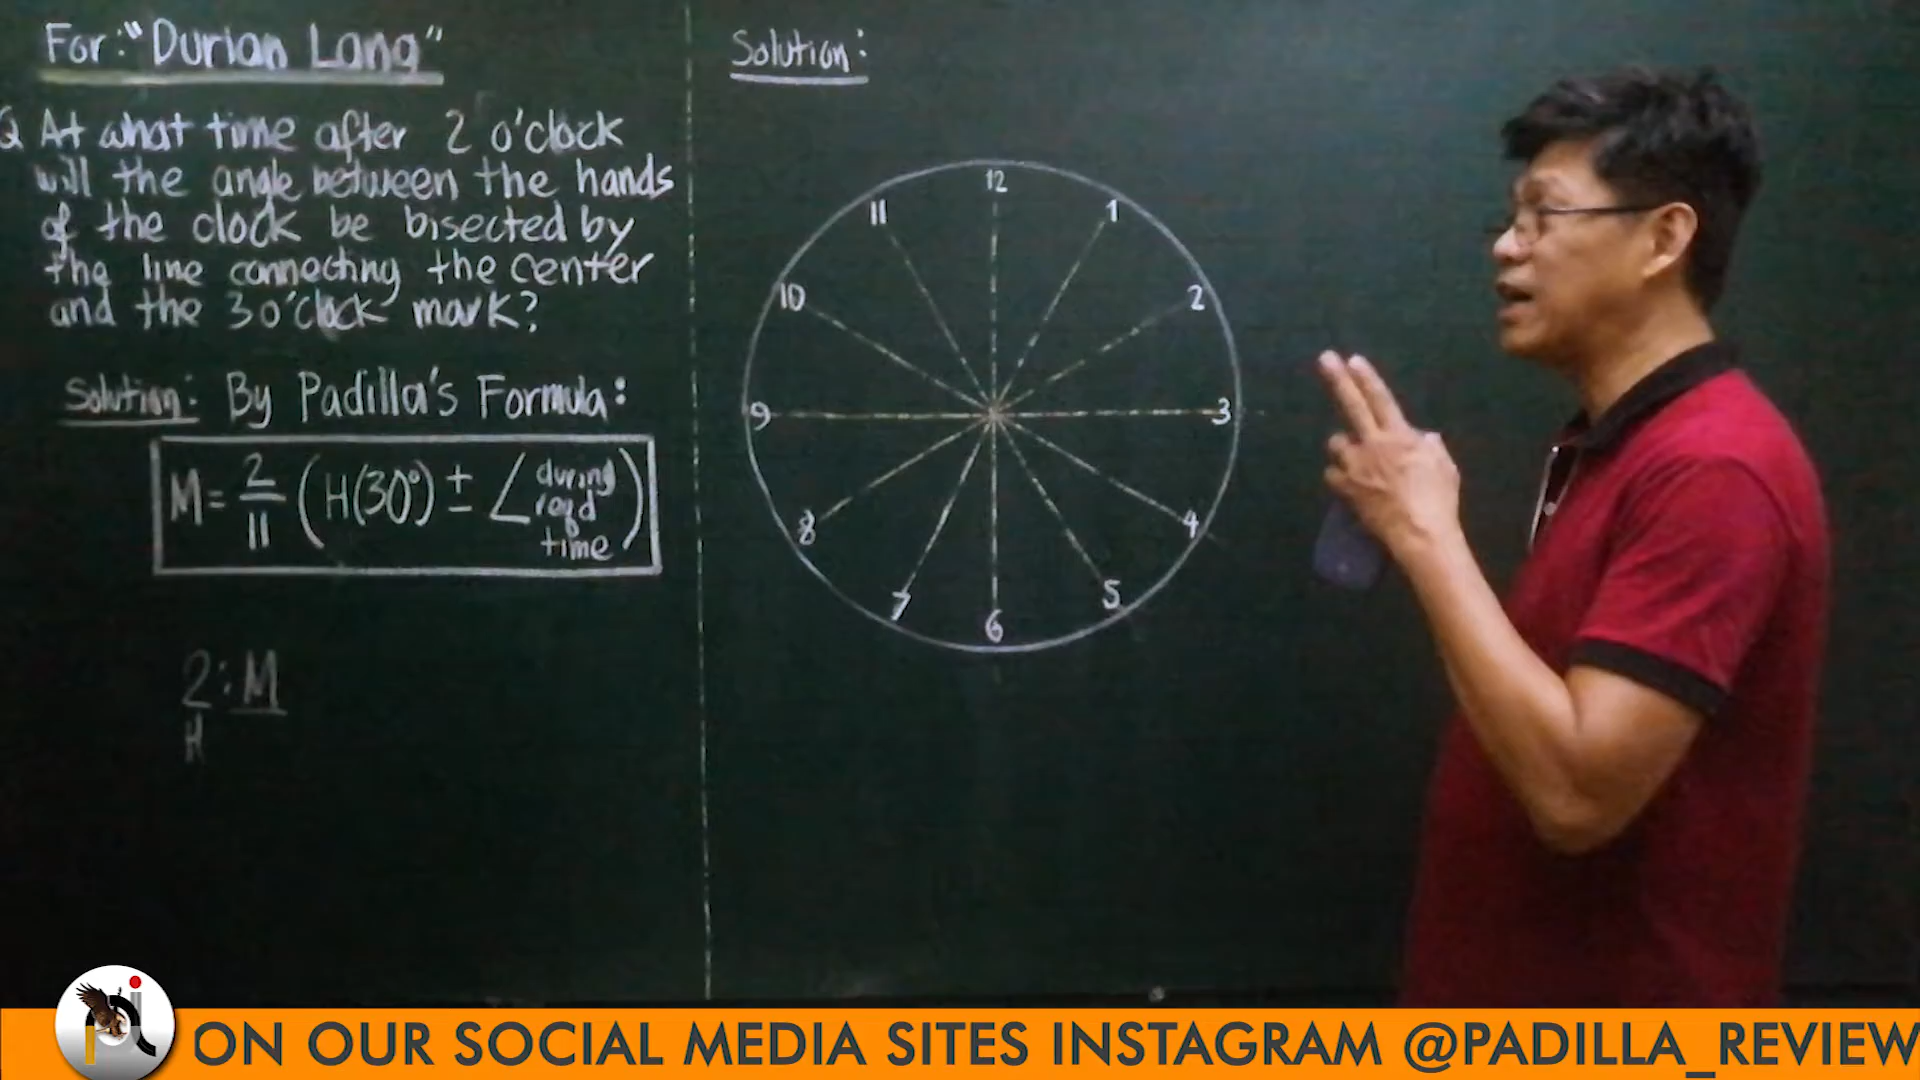 For: "Durian Lang"
Q At what time after 2 o'clock
will the angle between the hands
of the clock be bisected by
the line connecting the center
and the 3 o'clock mark?
Solution: By Padilla's Formula:
M = 2/11 (H(30°) ± ∠ during reqd time)
2 : M
H
Solution:
12
11
1
10
2
9
3
8
4
7
5
6
ON OUR SOCIAL MEDIA SITES INSTAGRAM @PADILLA_REVIEW